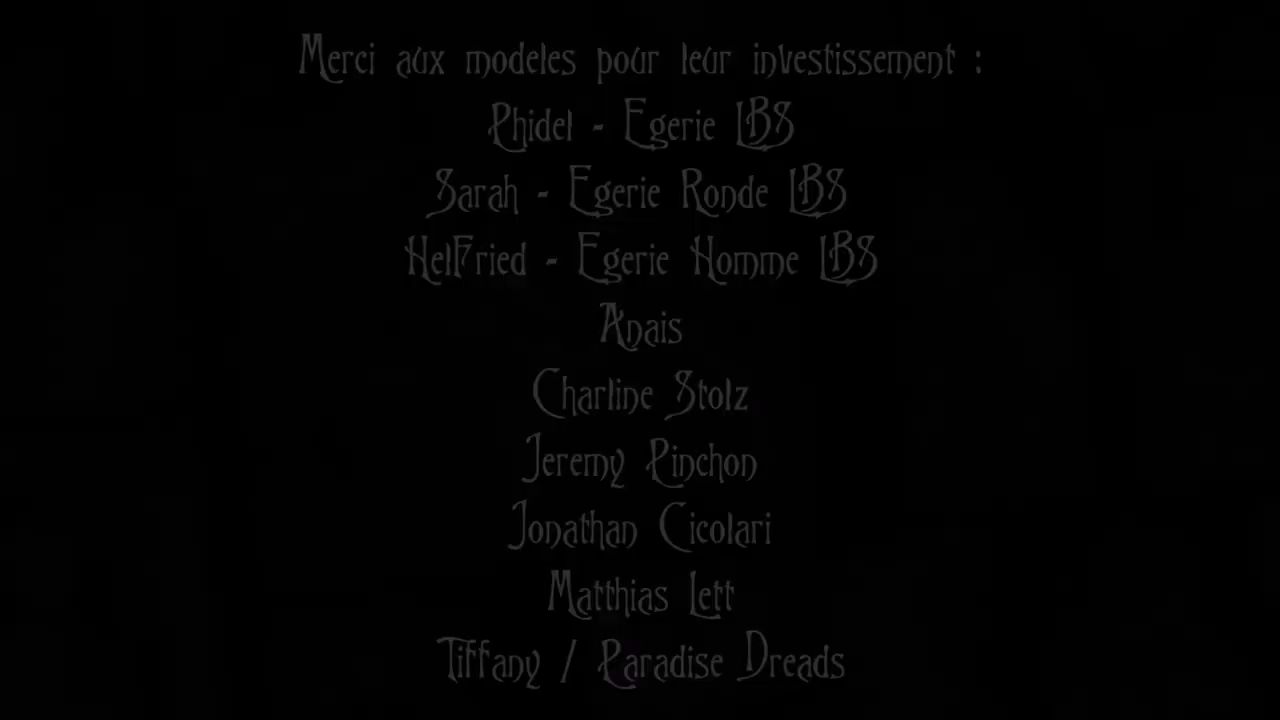 Merci aux modeles pour leur investissement :
Phidel - Egerie LBS
Sarah - Egerie Ronde LBS
HelFried - Egerie Homme LBS
Anais
Charline Stolz
Jeremy Pinchon
Jonathan Cicolari
Matthias Lett
Tiffany / Paradise Dreads